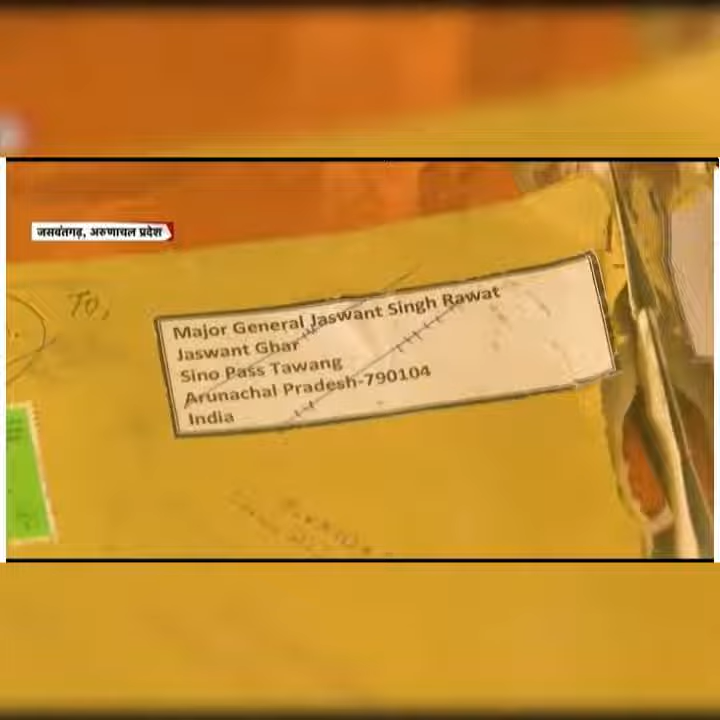 जसवंतगढ़, अरुणाचल प्रदेश
To,
Major General Jaswant Singh Rawat
Jaswant Ghar
Sino Pass Tawang
Arunachal Pradesh-790104
India